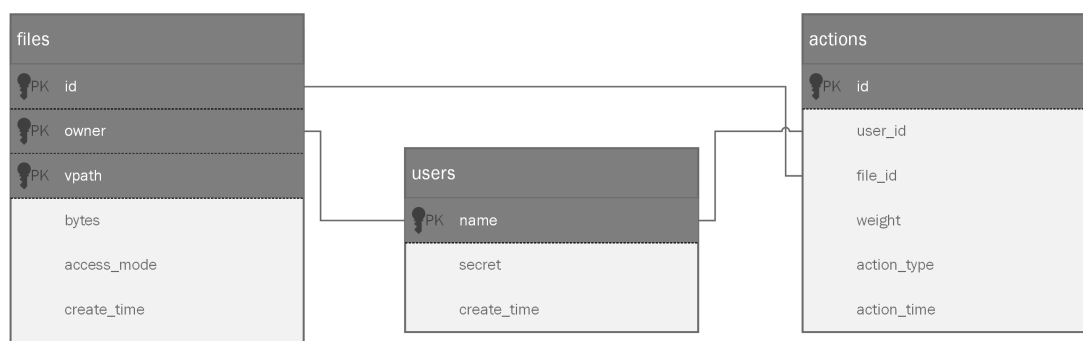 files
PK id
PK owner
PK vpath
bytes
access_mode
create_time
users
PK name
secret
create_time
actions
PK id
user_id
file_id
weight
action_type
action_time